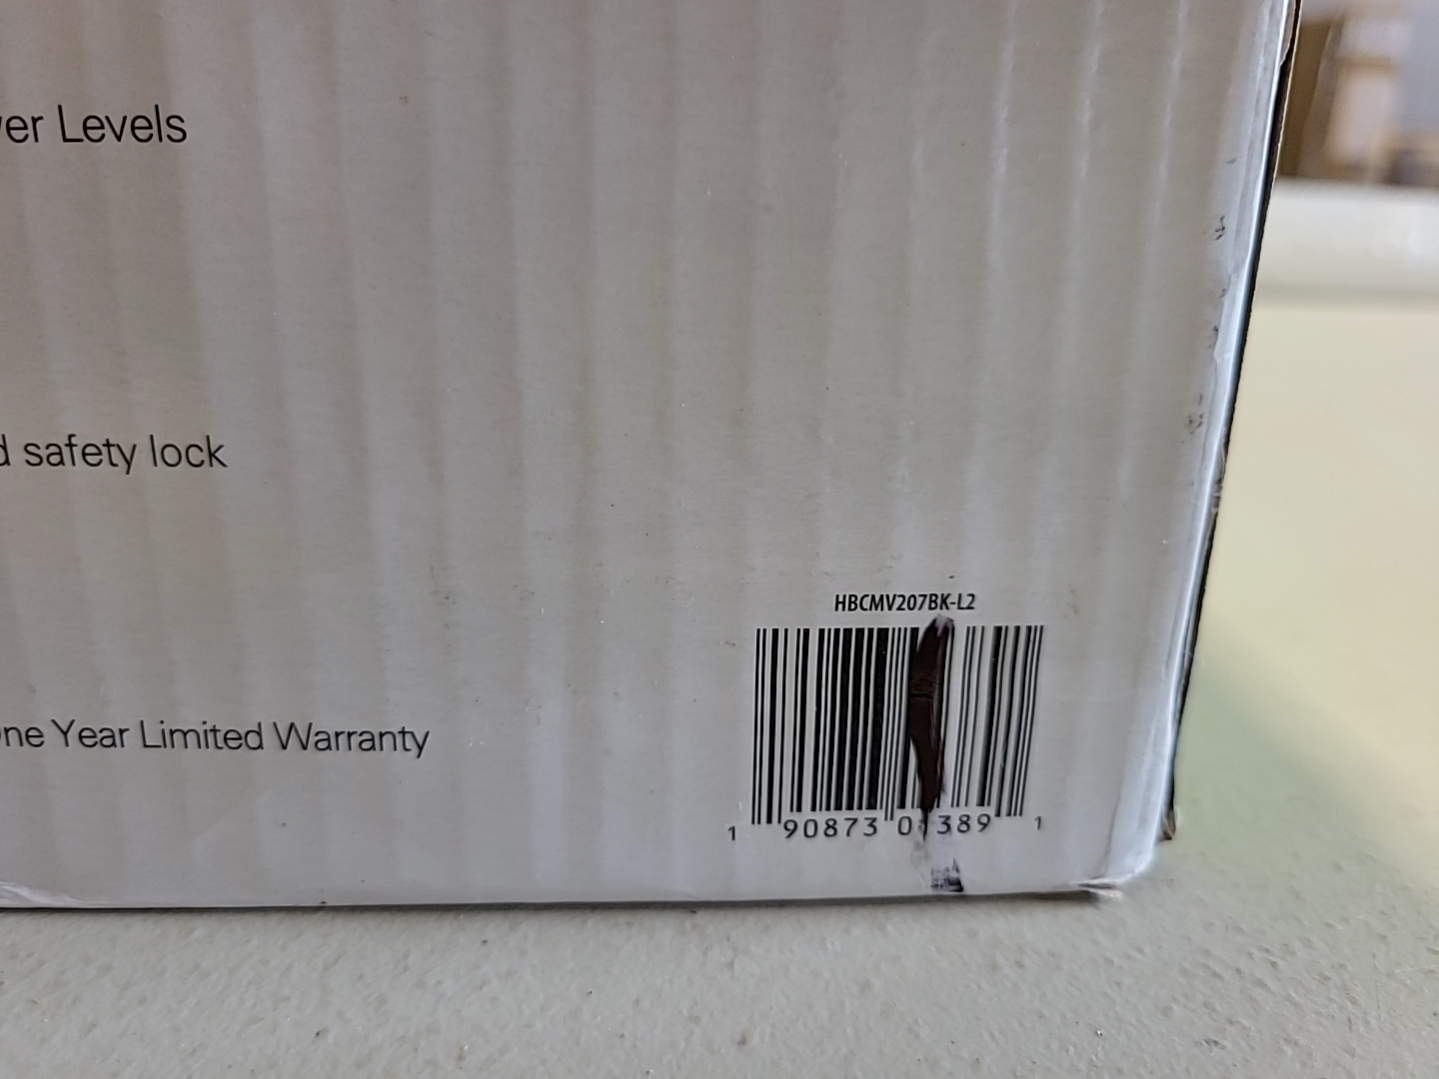 er Levels
d safety lock
HBCMV207BK-L2
ne Year Limited Warranty
1 90873 0 389 1